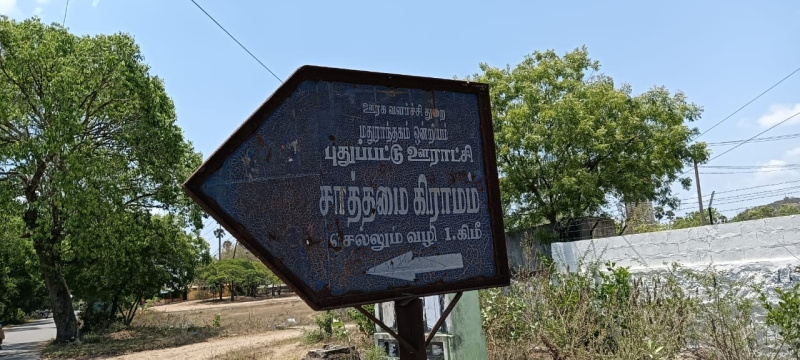 ஊரக வளர்ச்சி துறை
மதுராந்தகம் ஒன்றியம்
புதுப்பட்டு ஊராட்சி
சாத்தமை கிராமம்
செல்லும் வழி 1.கிமீ